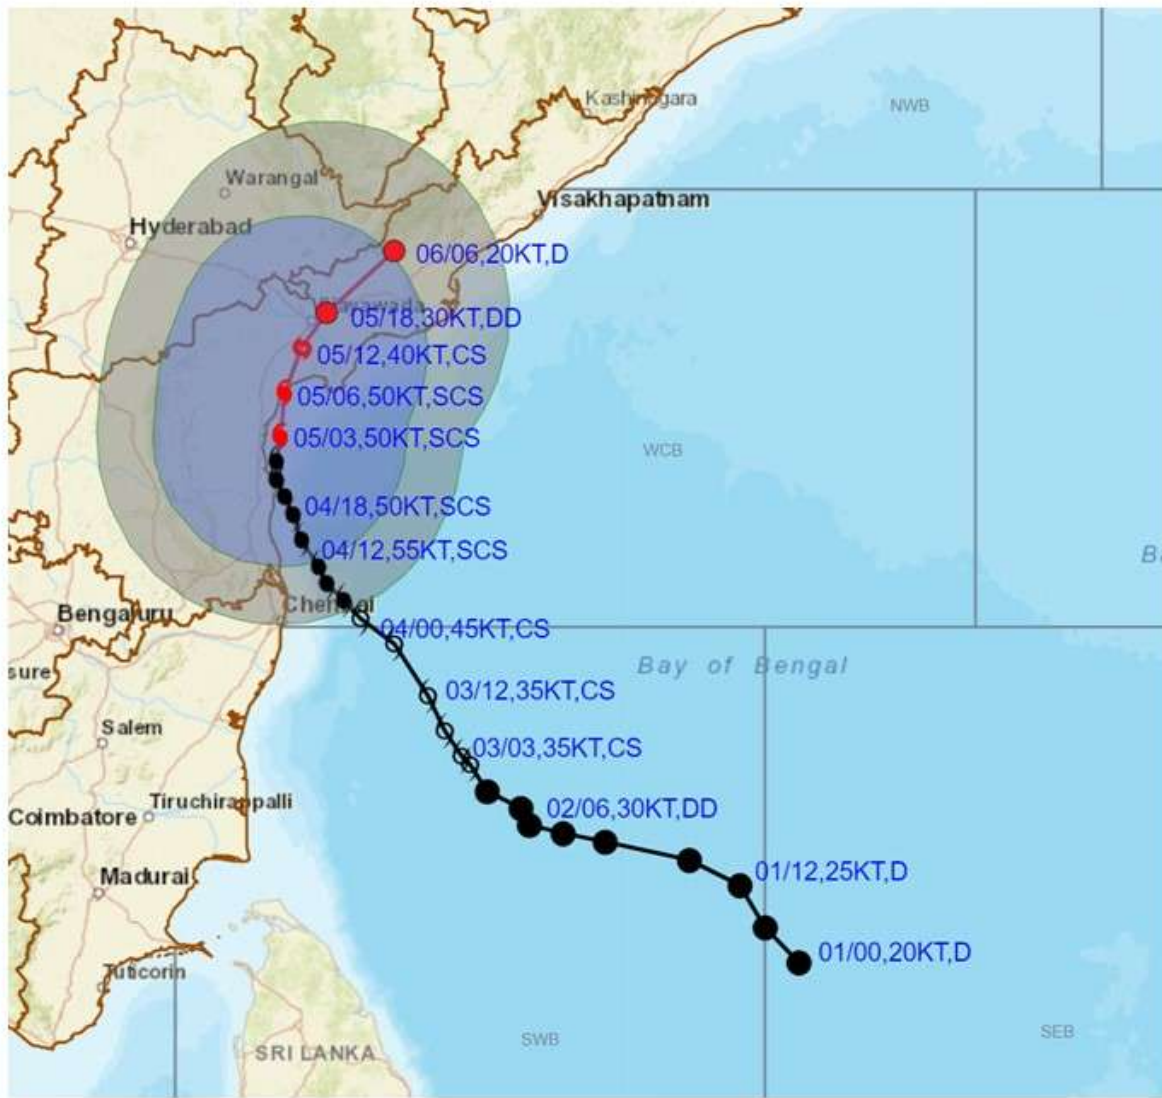 Kashinagara
NWB
Warangal
Visakhapatnam
Hyderabad
06/06,20KT,D
05/18,30KT,DD
05/12,40KT,CS
05/06,50KT,SCS
05/03,50KT,SCS
WCB
04/18,50KT,SCS
04/12,55KT,SCS
Chennai
Bengaluru
04/00,45KT,CS
Bay of Bengal
sure
03/12,35KT,CS
Salem
03/03,35KT,CS
Tiruchirappalli
02/06,30KT,DD
Coimbatore
01/12,25KT,D
Madurai
01/00,20KT,D
Tuticorin
SWB
SEB
SRI LANKA